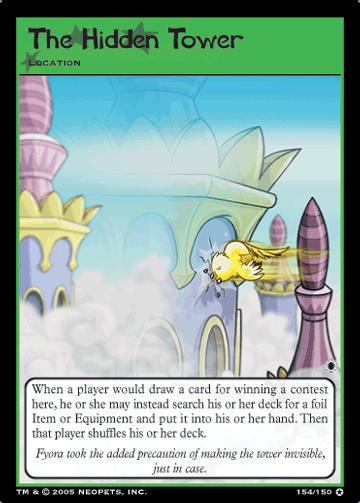 The Hidden Tower
Location
When a player would draw a card for winning a contest
here, he or she may instead search his or her deck for a foil
Item or Equipment and put it into his or her hand. Then
that player shuffles his or her deck.
Fyora took the added precaution of making the tower invisible,
just in case.
TM & © 2005 NEOPETS, INC.
154/150